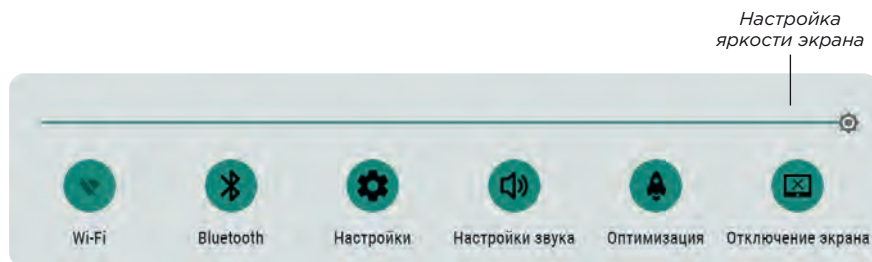 Настройка
яркости экрана
Wi-Fi
Bluetooth
Настройки
Настройки звука
Оптимизация
Отключение экрана